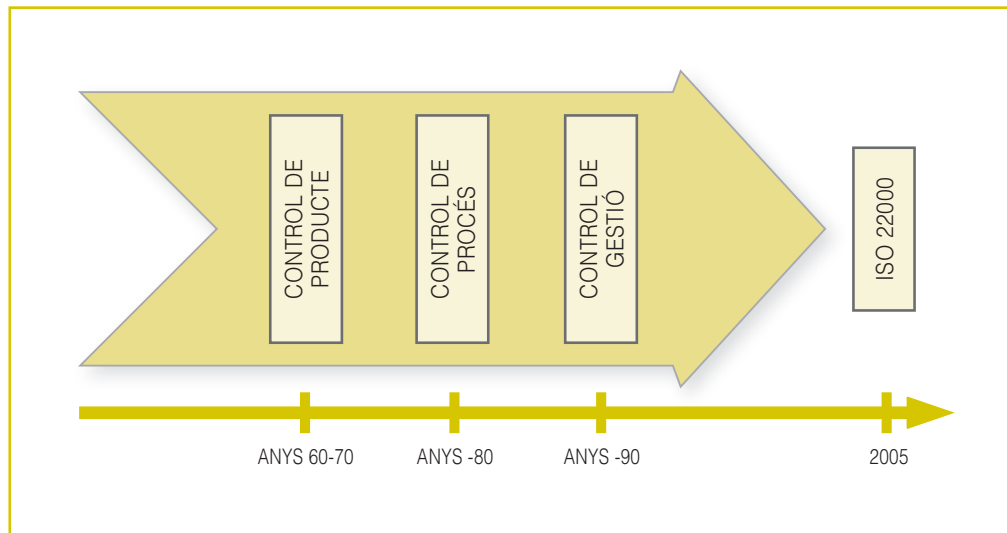 CONTROL DE
PRODUCTE
CONTROL DE
PROCÉS
CONTROL DE
GESTIÓ
ISO 22000
ANYS 60-70
ANYS -80
ANYS -90
2005